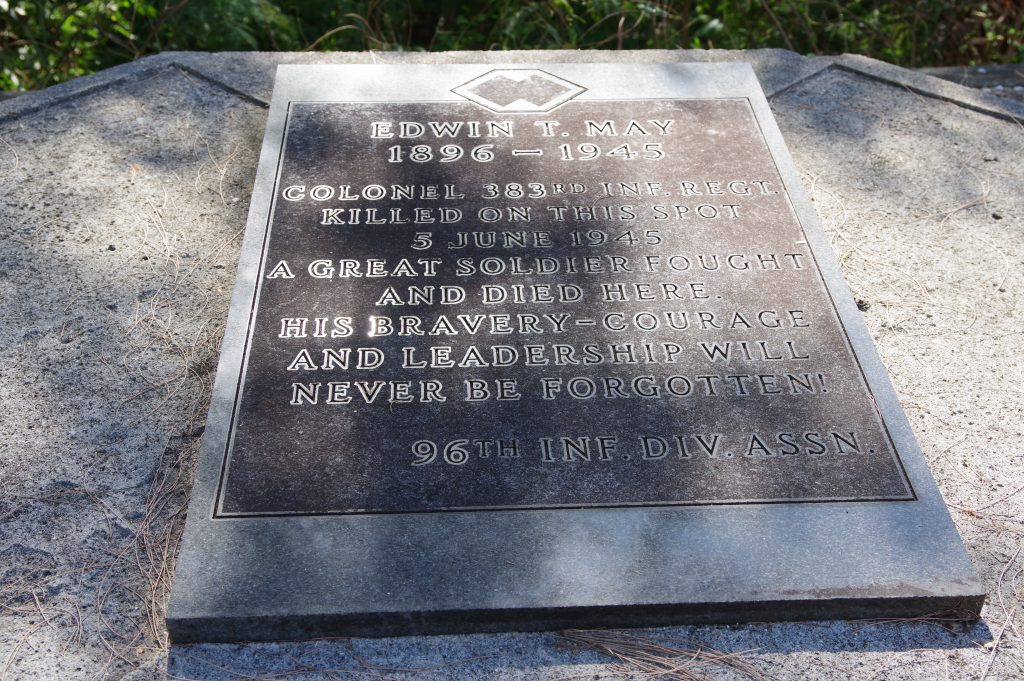 EDWIN T. MAY
1896 – 1945
COLONEL 383RD INF. REGT.
KILLED ON THIS SPOT
5 JUNE 1945
A GREAT SOLDIER FOUGHT
AND DIED HERE.
HIS BRAVERY–COURAGE
AND LEADERSHIP WILL
NEVER BE FORGOTTEN!
96TH INF. DIV. ASSN.